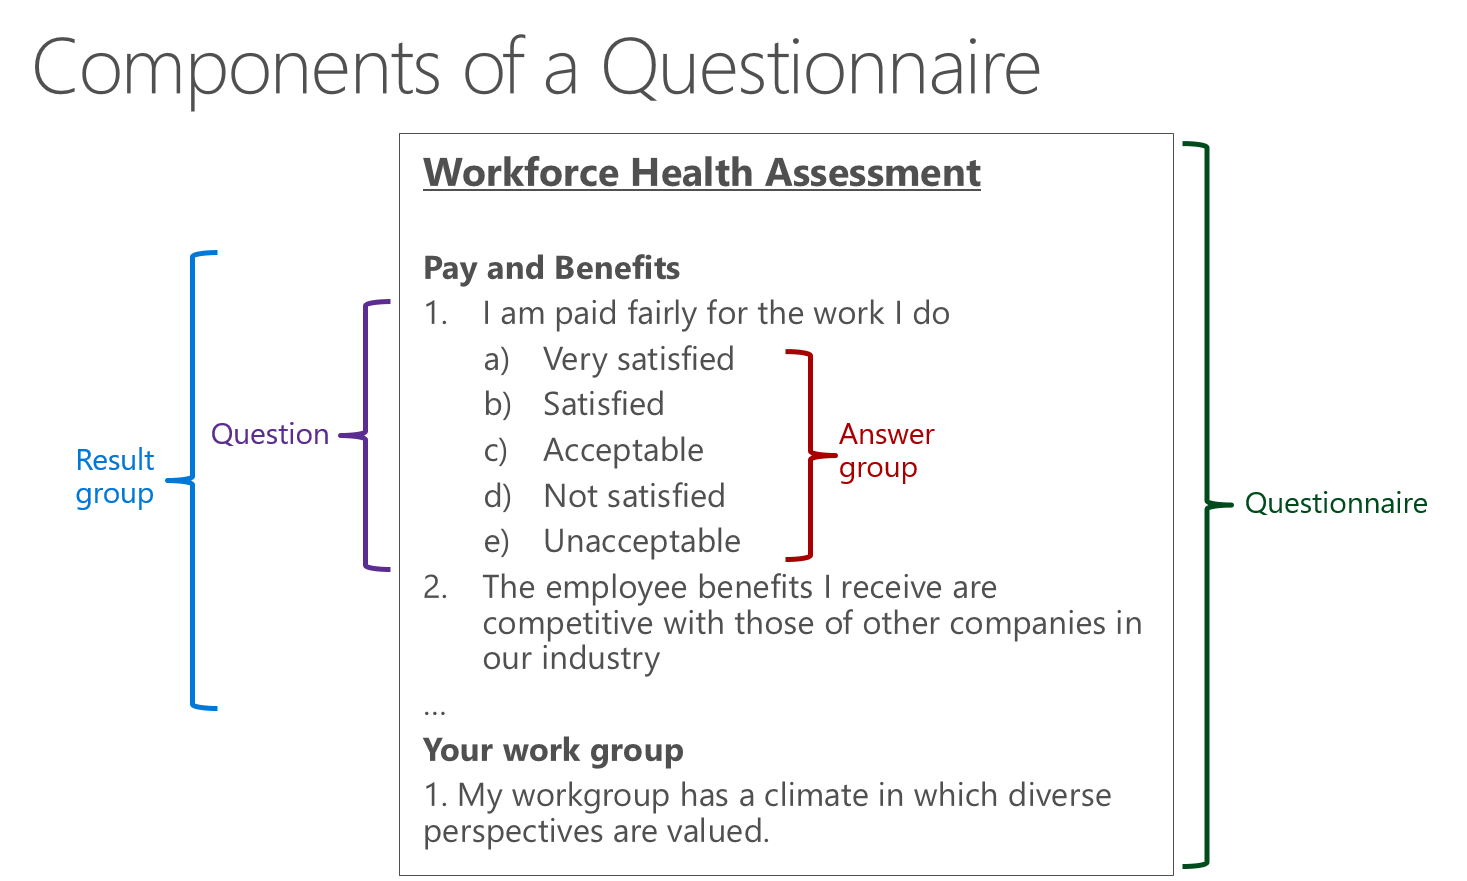 Components of a Questionnaire
Workforce Health Assessment
Pay and Benefits
1. I am paid fairly for the work I do
a) Very satisfied
b) Satisfied
c) Acceptable
d) Not satisfied
e) Unacceptable
2. The employee benefits I receive are
competitive with those of other companies in
our industry
...
Your work group
1. My workgroup has a climate in which diverse
perspectives are valued.
Result
group
Question
Answer
group
Questionnaire